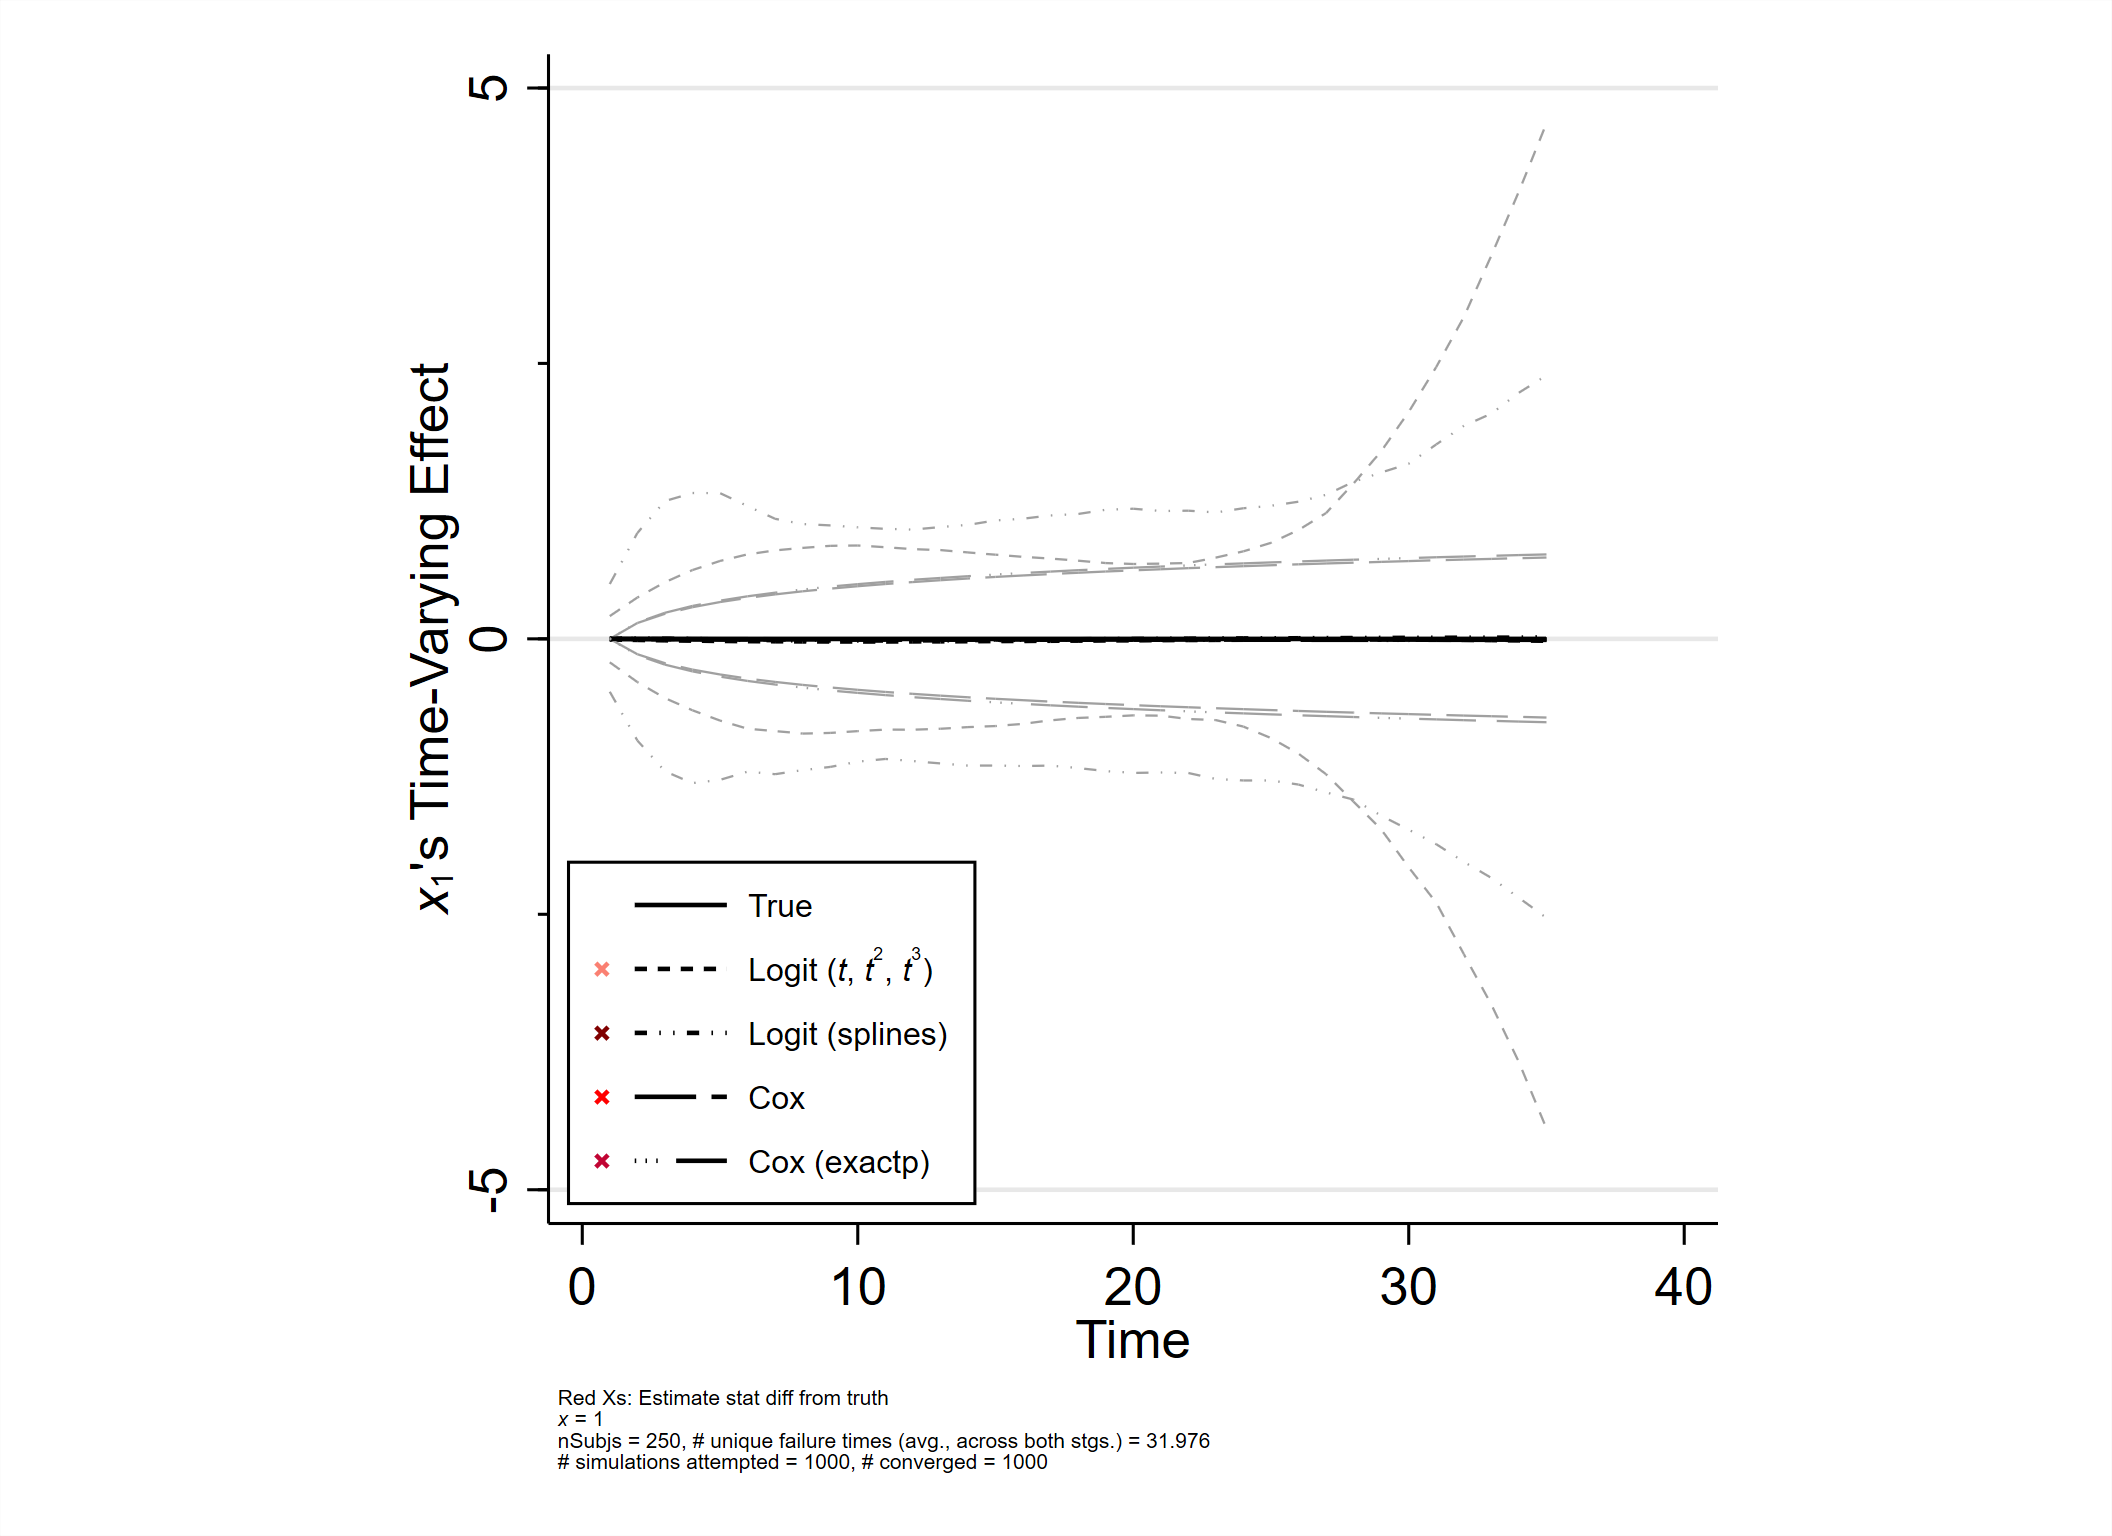 5
0
-5
x₁'s Time-Varying Effect
True
Logit (t, t², t³)
Logit (splines)
Cox
Cox (exactp)
0 10 20 30 40
Time
Red Xs: Estimate stat diff from truth
x = 1
nSubjs = 250, # unique failure times (avg., across both stgs.) = 31.976
# simulations attempted = 1000, # converged = 1000